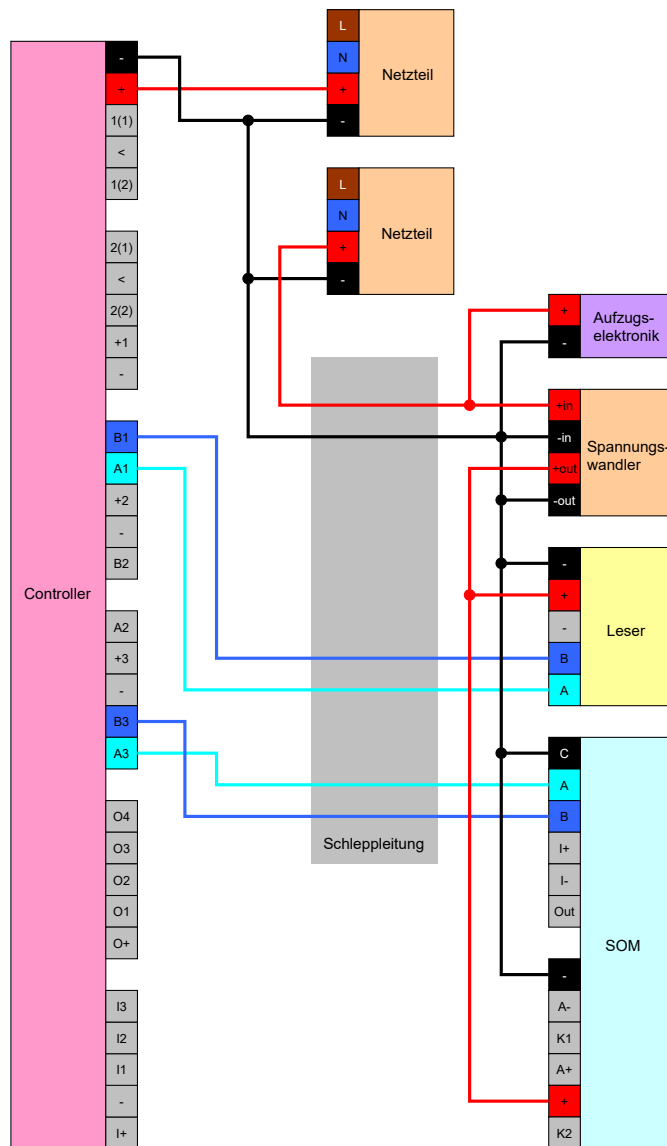 Controller
-
+
1(1)
<
1(2)
2(1)
<
2(2)
+1
-
B1
A1
+2
-
B2
A2
+3
-
B3
A3
O4
O3
O2
O1
O+
I3
I2
I1
-
I+
L
N
+
-
Netzteil
L
N
+
-
Netzteil
Schleppleitung
+
-
Aufzugs-
elektronik
+in
-in
+out
-out
Spannungs-
wandler
-
+
-
B
A
Leser
C
A
B
I+
I-
Out
-
A-
K1
A+
+
K2
SOM